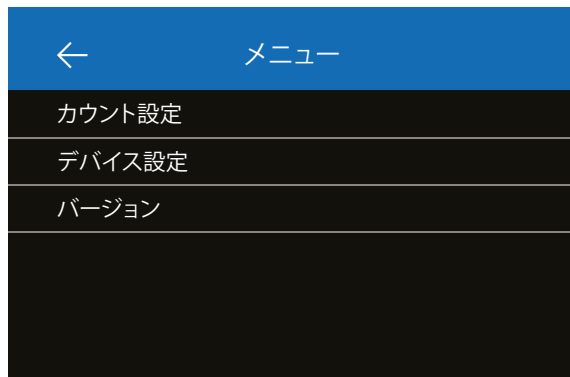 メニュー
カウント設定
デバイス設定
バージョン